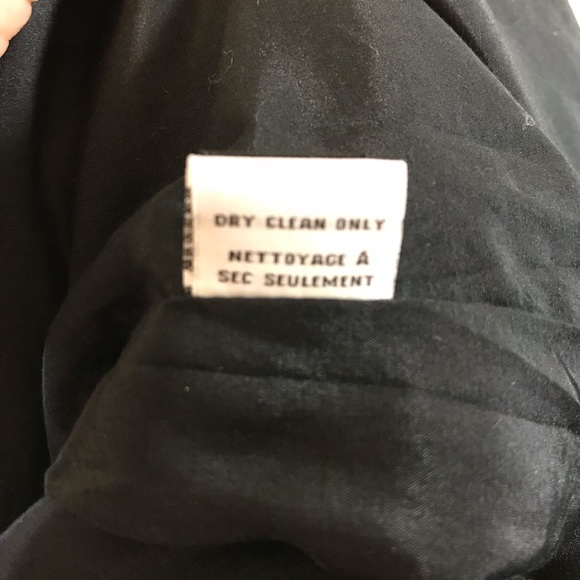 DRY CLEAN ONLY
NETTOYAGE A
SEC SEULEMENT